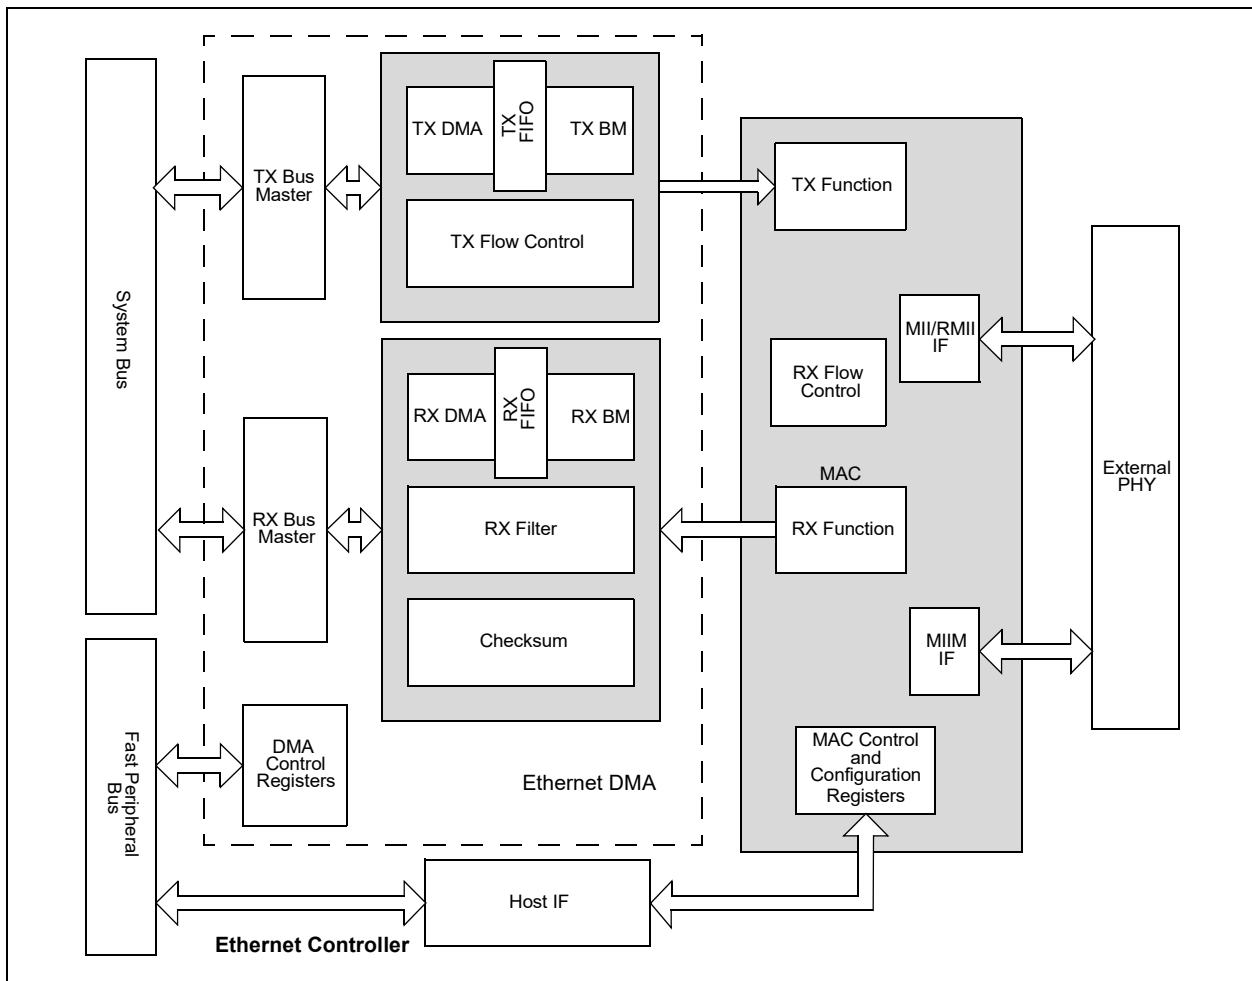 System Bus
TX Bus
Master
TX DMA
TX
FIFO
TX BM
TX Flow Control
TX Function
MII/RMII
IF
RX Flow
Control
RX DMA
RX
FIFO
RX BM
RX Filter
Checksum
RX Bus
Master
MAC
RX Function
External
PHY
MIIM
IF
Fast Peripheral
Bus
DMA
Control
Registers
Ethernet DMA
MAC Control
and
Configuration
Registers
Host IF
Ethernet Controller